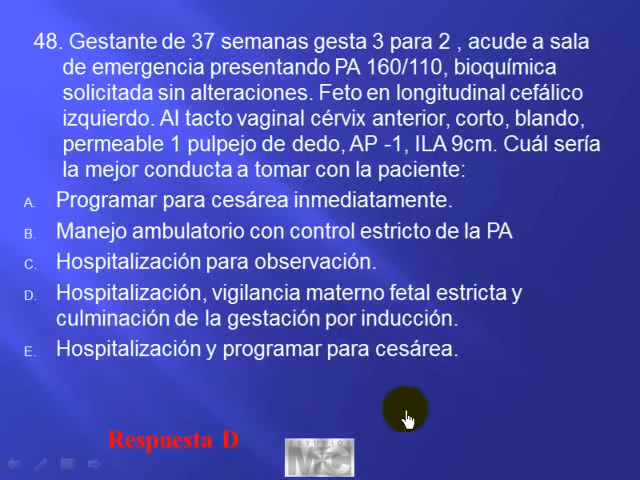 48. Gestante de 37 semanas gesta 3 para 2 , acude a sala
de emergencia presentando PA 160/110, bioquímica
solicitada sin alteraciones. Feto en longitudinal cefálico
izquierdo. Al tacto vaginal cérvix anterior, corto, blando,
permeable 1 pulpejo de dedo, AP -1, ILA 9cm. Cuál sería
la mejor conducta a tomar con la paciente:
A. Programar para cesárea inmediatamente.
B. Manejo ambulatorio con control estricto de la PA
C. Hospitalización para observación.
D. Hospitalización, vigilancia materno fetal estricta y
culminación de la gestación por inducción.
E. Hospitalización y programar para cesárea.
Respuesta D
ESTUDIOS
MC